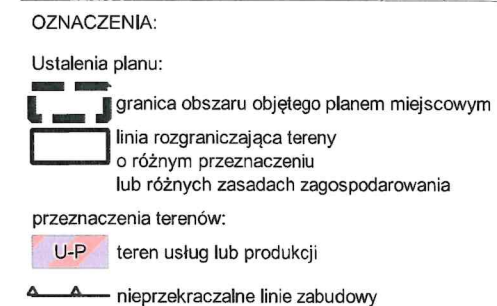 OZNACZENIA:
Ustalenia planu:
granica obszaru objętego planem miejscowym
linia rozgraniczająca tereny
o różnym przeznaczeniu
lub różnych zasadach zagospodarowania
przeznaczenia terenów:
U-P teren usług lub produkcji
nieprzekraczalne linie zabudowy